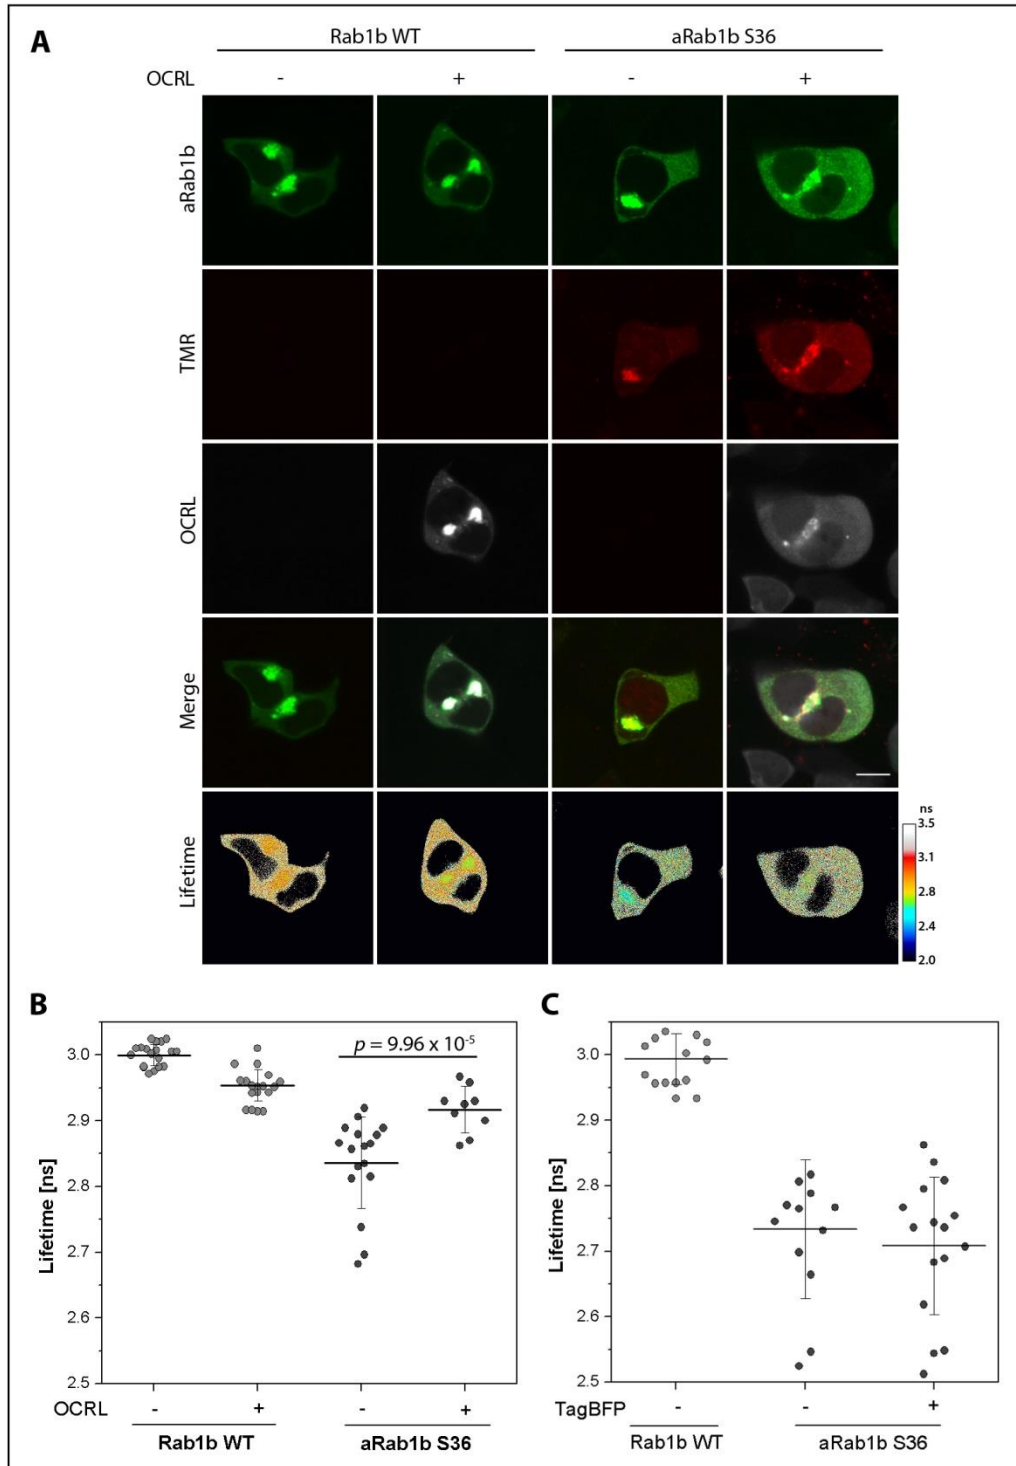 A
Rab1b WT aRab1b S36
OCRL - + - +
aRab1b
TMR
OCRL
Merge
Lifetime
ns
3.5
3.1
2.8
2.4
2.0
B
p = 9.96 x 10-5
Lifetime [ns]
3.0
2.9
2.8
2.7
2.6
2.5
OCRL - + - +
Rab1b WT aRab1b S36
C
Lifetime [ns]
3.0
2.9
2.8
2.7
2.6
2.5
TagBFP - - +
Rab1b WT aRab1b S36